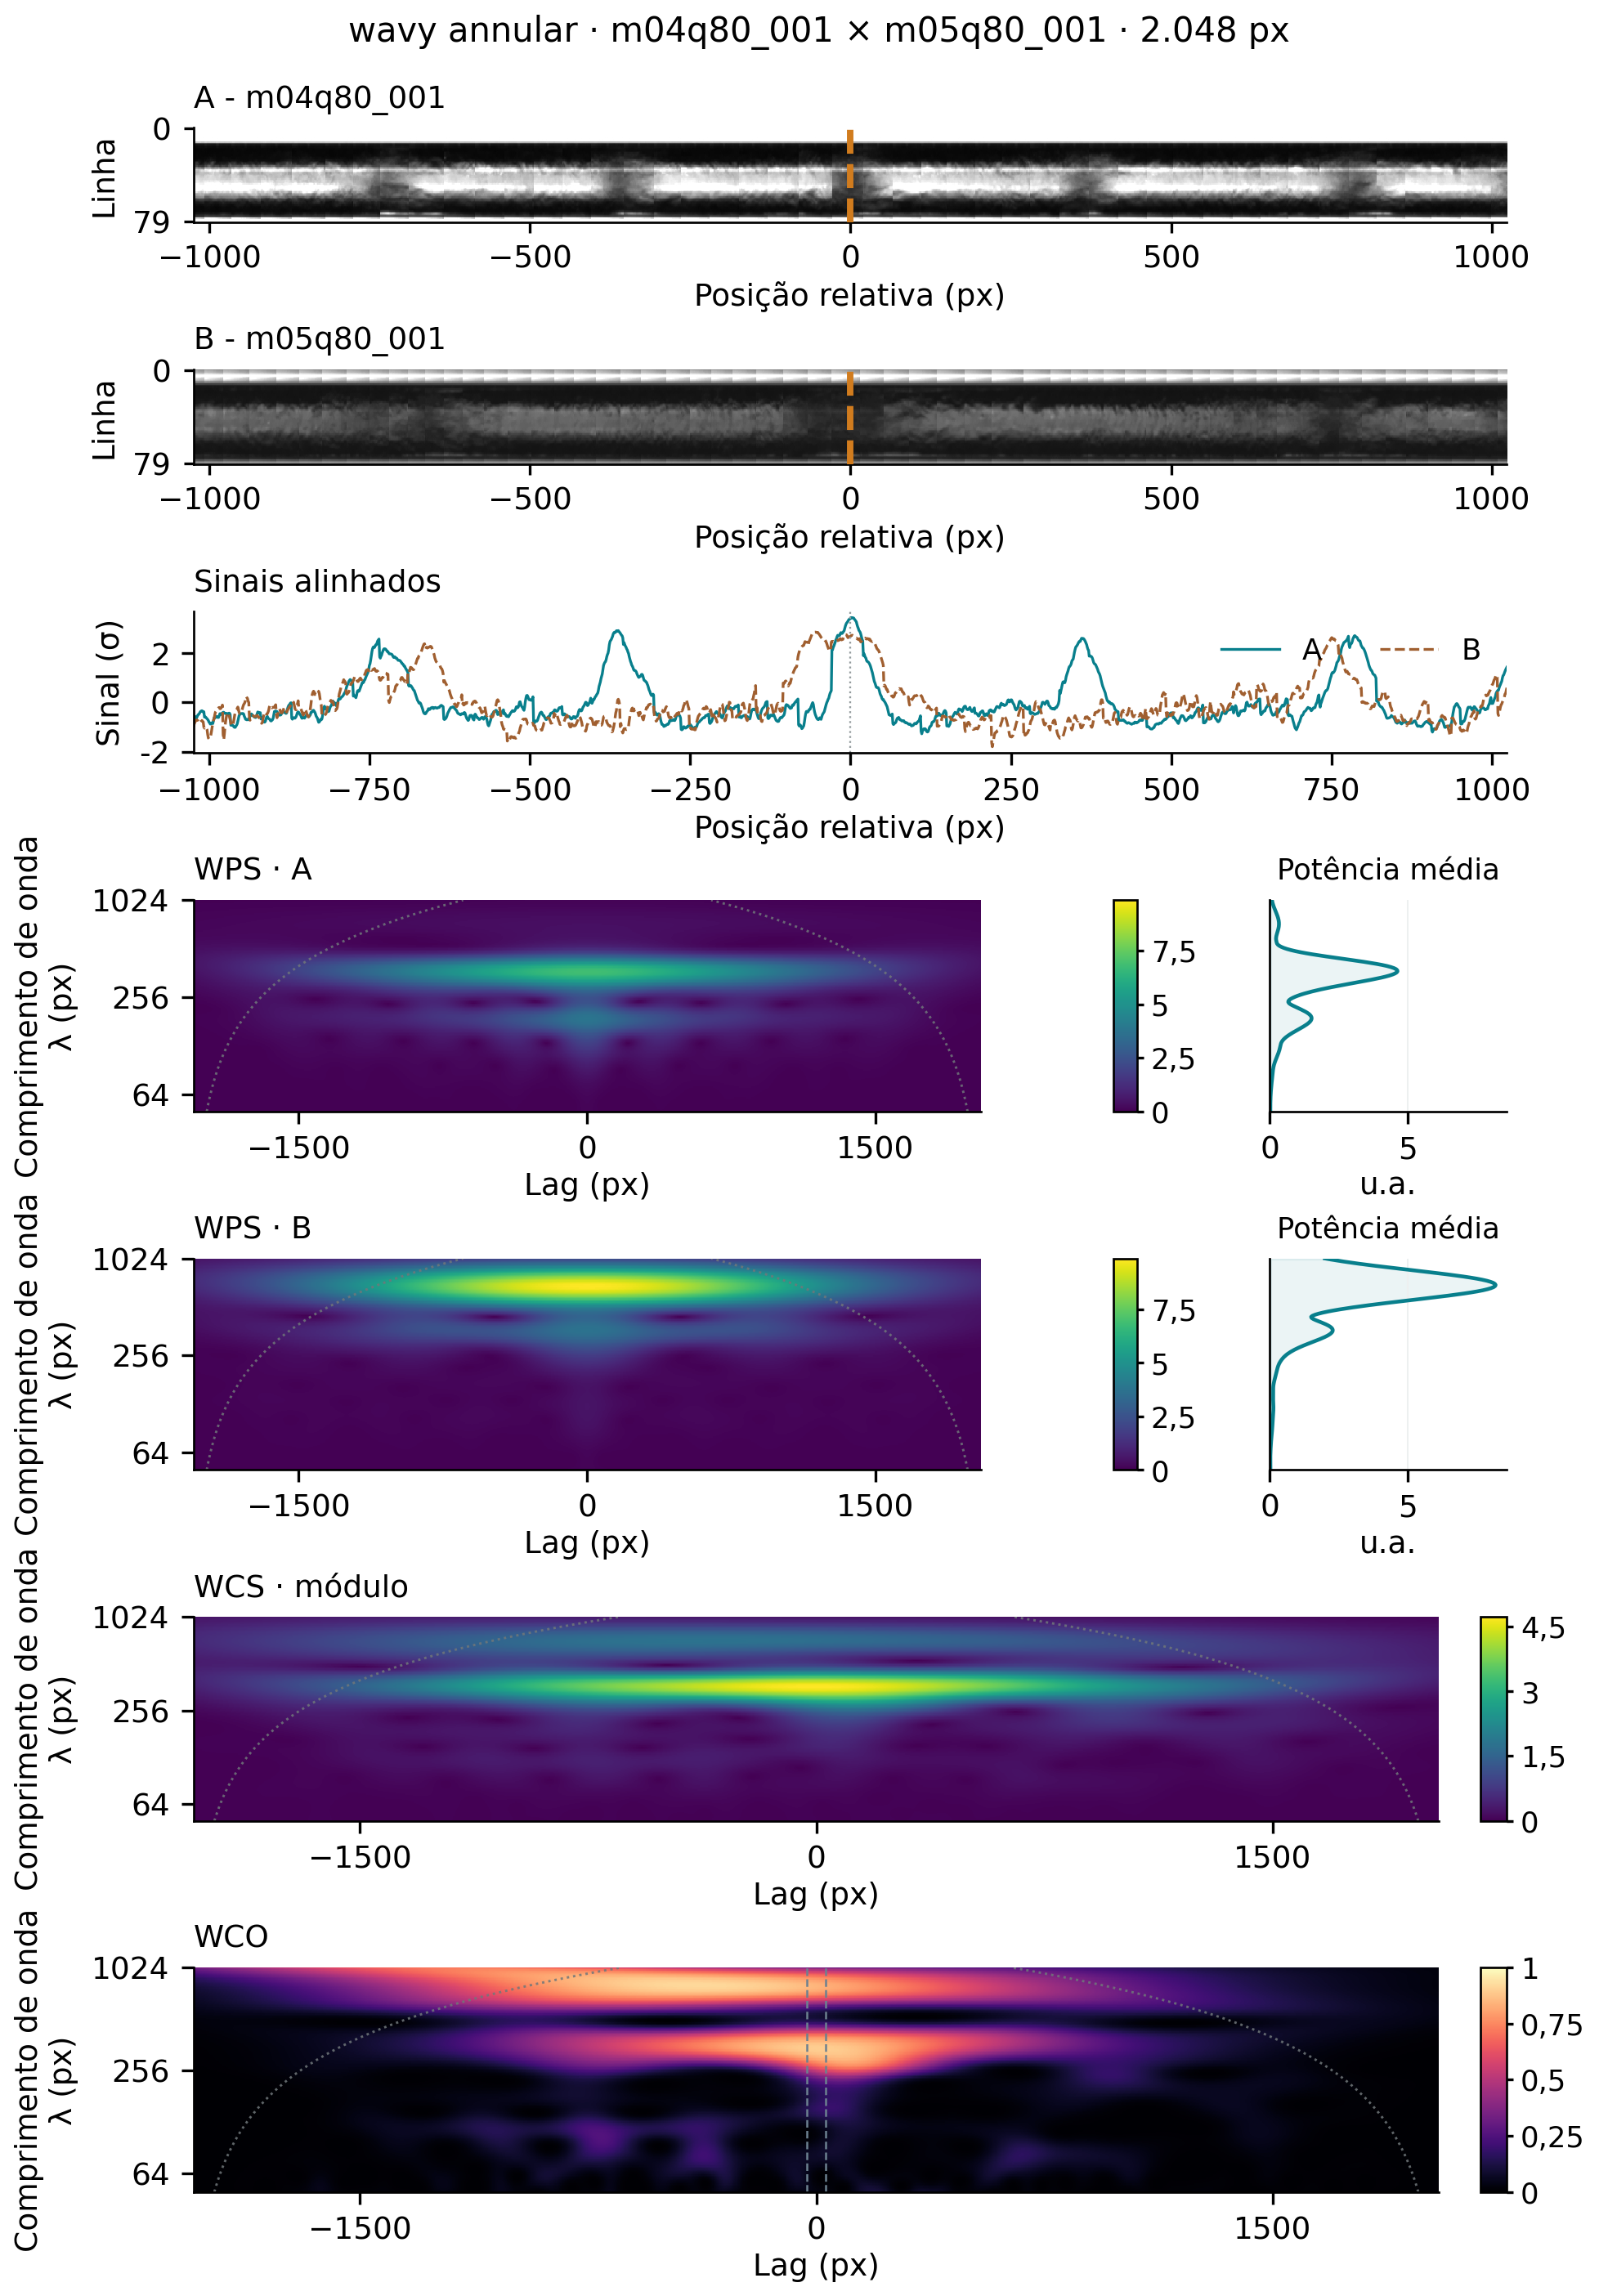 wavy annular · m04q80_001 × m05q80_001 · 2.048 px
A - m04q80_001
Linha
0
79
−1000 −500 0 500 1000
Posição relativa (px)
B - m05q80_001
Linha
0
79
−1000 −500 0 500 1000
Posição relativa (px)
Sinais alinhados
Sinal (σ)
2
0
-2
A B
−1000 −750 −500 −250 0 250 500 750 1000
Posição relativa (px)
WPS · A
Comprimento de onda
λ (px)
1024
256
64
−1500 0 1500
Lag (px)
7,5
5
2,5
0
Potência média
0 5
u.a.
WPS · B
Comprimento de onda
λ (px)
1024
256
64
−1500 0 1500
Lag (px)
7,5
5
2,5
0
Potência média
0 5
u.a.
WCS · módulo
Comprimento de onda
λ (px)
1024
256
64
−1500 0 1500
Lag (px)
4,5
3
1,5
0
WCO
Comprimento de onda
λ (px)
1024
256
64
−1500 0 1500
Lag (px)
1
0,75
0,5
0,25
0